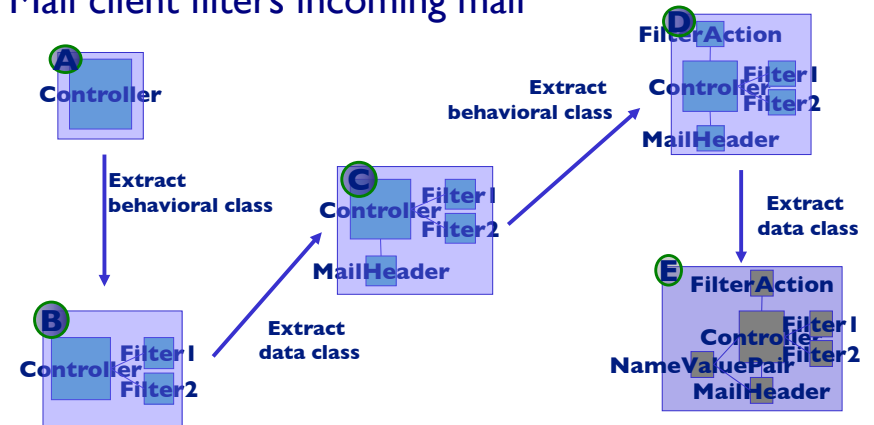 Mail client filters incoming mail
A
Controller
Extract
behavioral class
B
Controller
Filter1
Filter2
Extract
data class
C
Controller
Filter1
Filter2
MailHeader
Extract
behavioral class
D
FilterAction
Controller
Filter1
Filter2
MailHeader
Extract
data class
E
FilterAction
Controller
Filter1
Filter2
NameValuePair
MailHeader